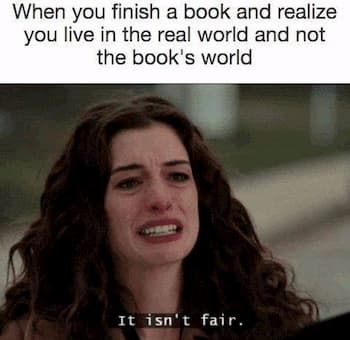 When you finish a book and realize
you live in the real world and not
the book's world
It isn't fair.